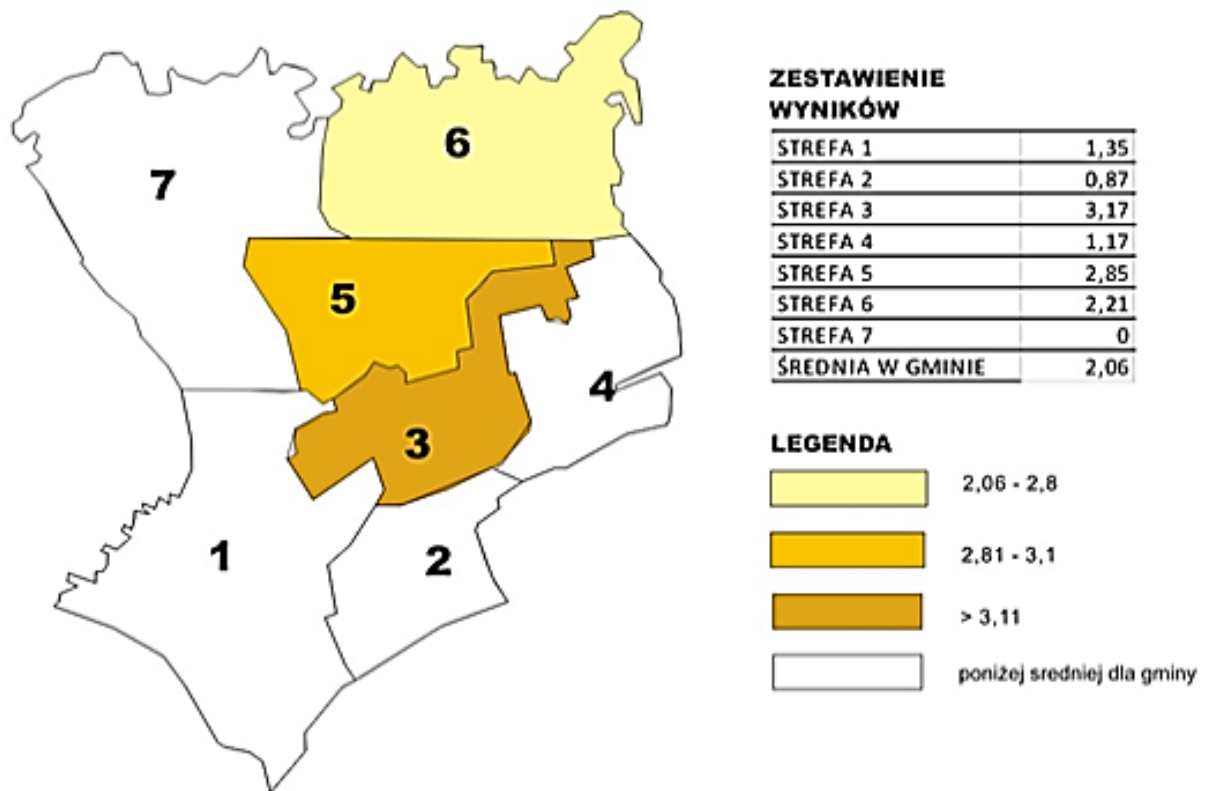 7
6
5
4
3
1
2
ZESTAWIENIE
WYNIKÓW
STREFA 1 1,35
STREFA 2 0,87
STREFA 3 3,17
STREFA 4 1,17
STREFA 5 2,85
STREFA 6 2,21
STREFA 7 0
ŚREDNIA W GMINIE 2,06
LEGENDA
2,06 - 2,8
2,81 - 3,1
> 3,11
poniżej sredniej dla gminy